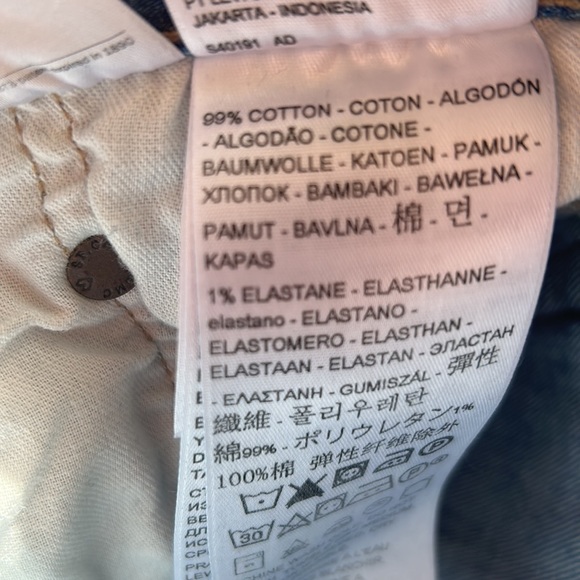 JAKARTA - INDONESIA
S40191 AD
99% COTTON - COTON - ALGODÓN
- ALGODÃO - COTONE -
BAUMWOLLE - KATOEN - PAMUK -
ХЛОПОК - BAMBAKI - BAWEŁNA -
PAMUT - BAVLNA - 棉 - 면 -
KAPAS
1% ELASTANE - ELASTHANNE -
elastano - ELASTANO -
ELASTOMERO - ELASTHAN -
ELASTAAN - ELASTAN - ЭЛАСТАН
- ΕΛΑΣΤΑΝΗ - GUMISZÁL - 彈性
纖維 - 폴리우레탄
綿99% - ポリウレタン1%
100%棉 弹性纤维除外
30